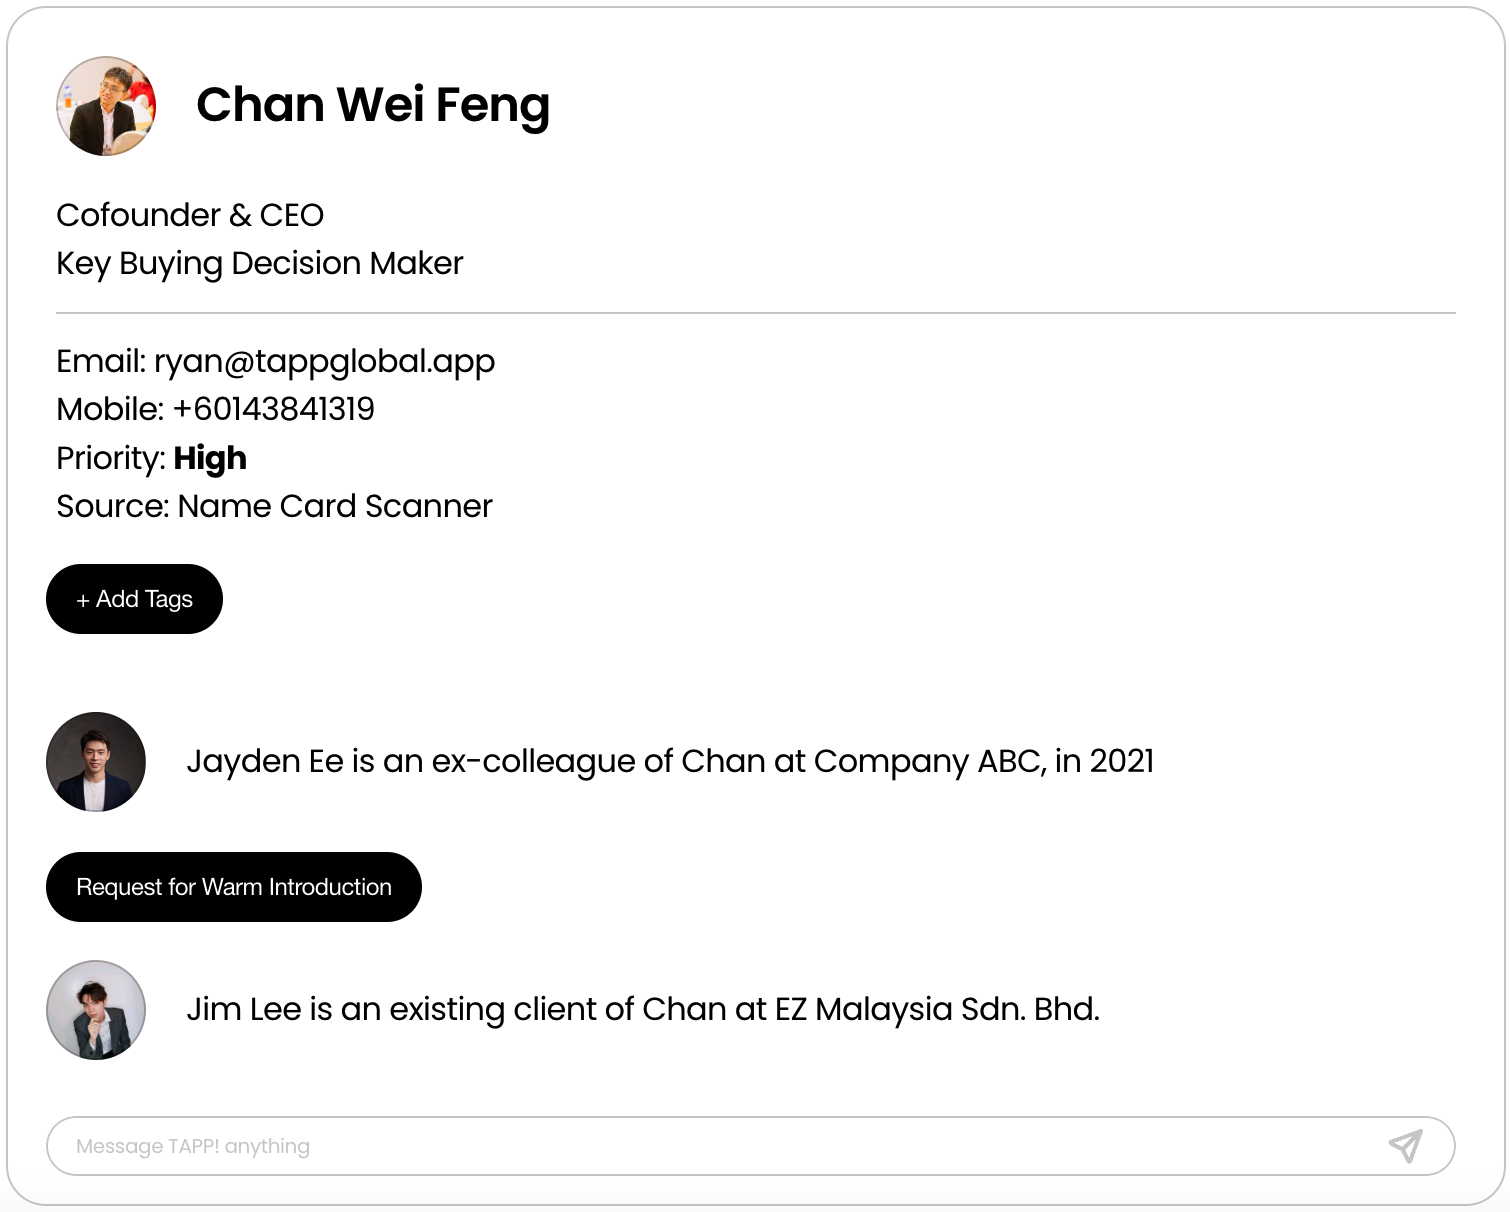 Chan Wei Feng
Cofounder & CEO
Key Buying Decision Maker
Email: ryan@tappglobal.app
Mobile: +60143841319
Priority: High
Source: Name Card Scanner
+ Add Tags
Jayden Ee is an ex-colleague of Chan at Company ABC, in 2021
Request for Warm Introduction
Jim Lee is an existing client of Chan at EZ Malaysia Sdn. Bhd.
Message TAPP! anything